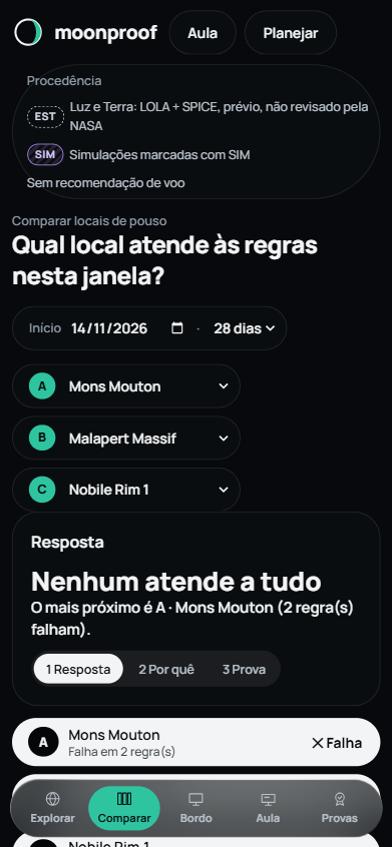 moonproof
Aula
Planejar
Procedência
EST
Luz e Terra: LOLA + SPICE, prévio, não revisado pela
NASA
SIM
Simulações marcadas com SIM
Sem recomendação de voo
Comparar locais de pouso
Qual local atende às regras
nesta janela?
Início 14/11/2026 · 28 dias
A Mons Mouton
B Malapert Massif
C Nobile Rim 1
Resposta
Nenhum atende a tudo
O mais próximo é A · Mons Mouton (2 regra(s)
falham).
1 Resposta
2 Por quê
3 Prova
A
Mons Mouton
Falha em 2 regra(s)
Falha
Explorar
Comparar
Bordo
Aula
Provas
Nobile Rim 1